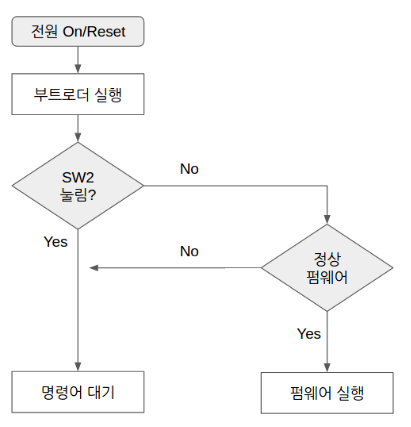 전원 On/Reset
부트로더 실행
SW2
눌림?
No
Yes
No
정상
펌웨어
Yes
명령어 대기
펌웨어 실행